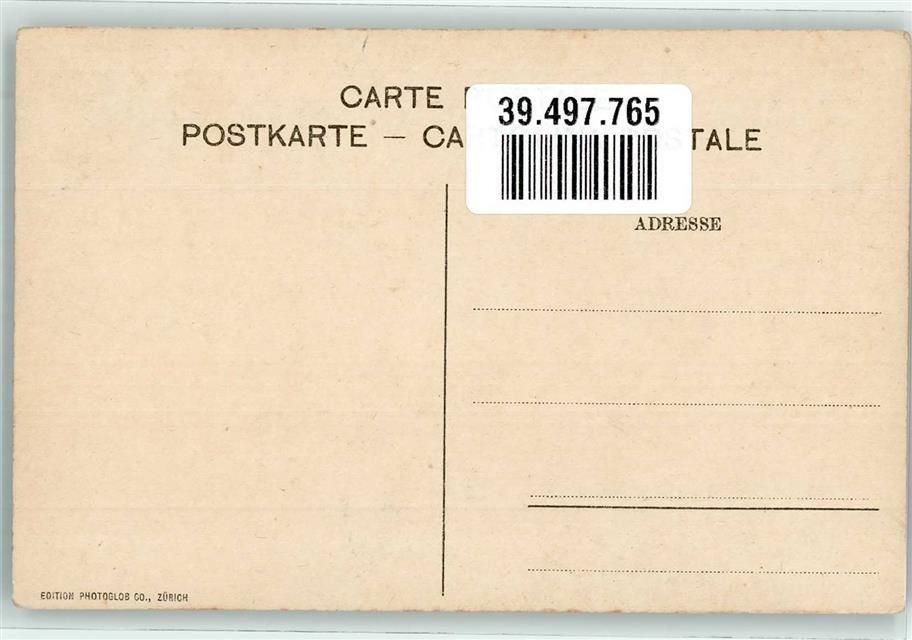 CARTE
39.497.765
POSTKARTE — CA TALE
ADRESSE
EDITION PHOTOGLOB CO., ZÜRICH